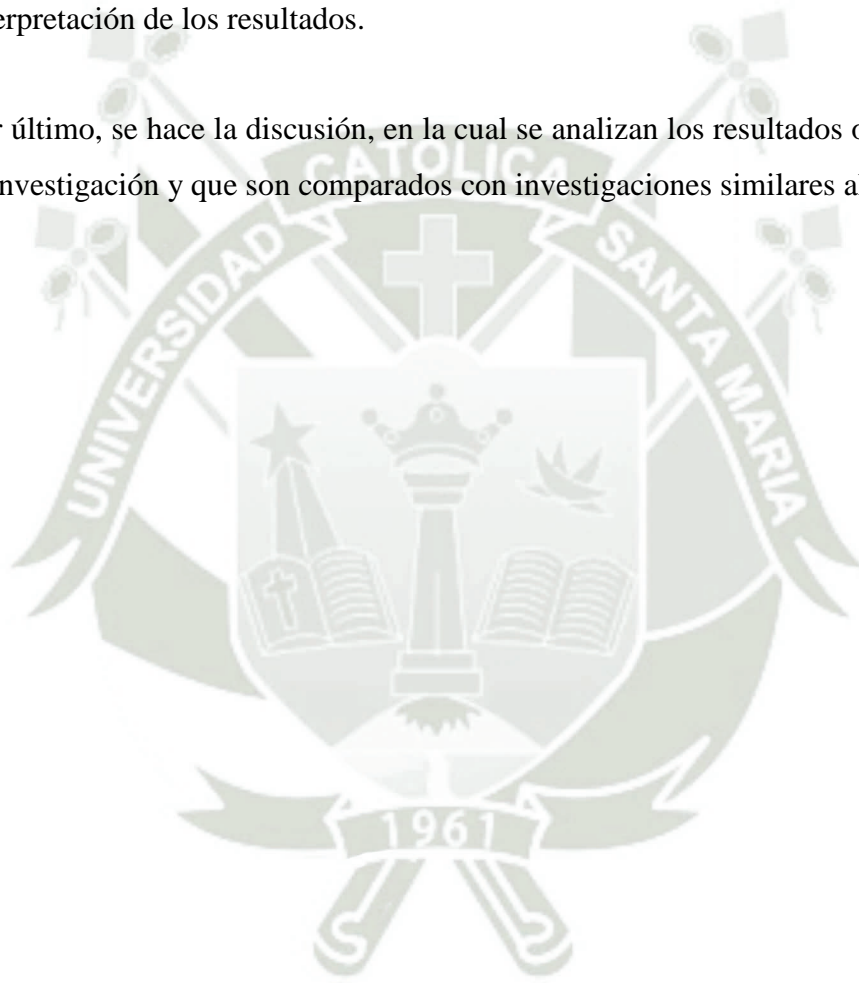 erpretación de los resultados.
r último, se hace la discusión, en la cual se analizan los resultados o
nvestigación y que son comparados con investigaciones similares a
UNIVERSIDAD CATOLICA SANTA MARIA
1961